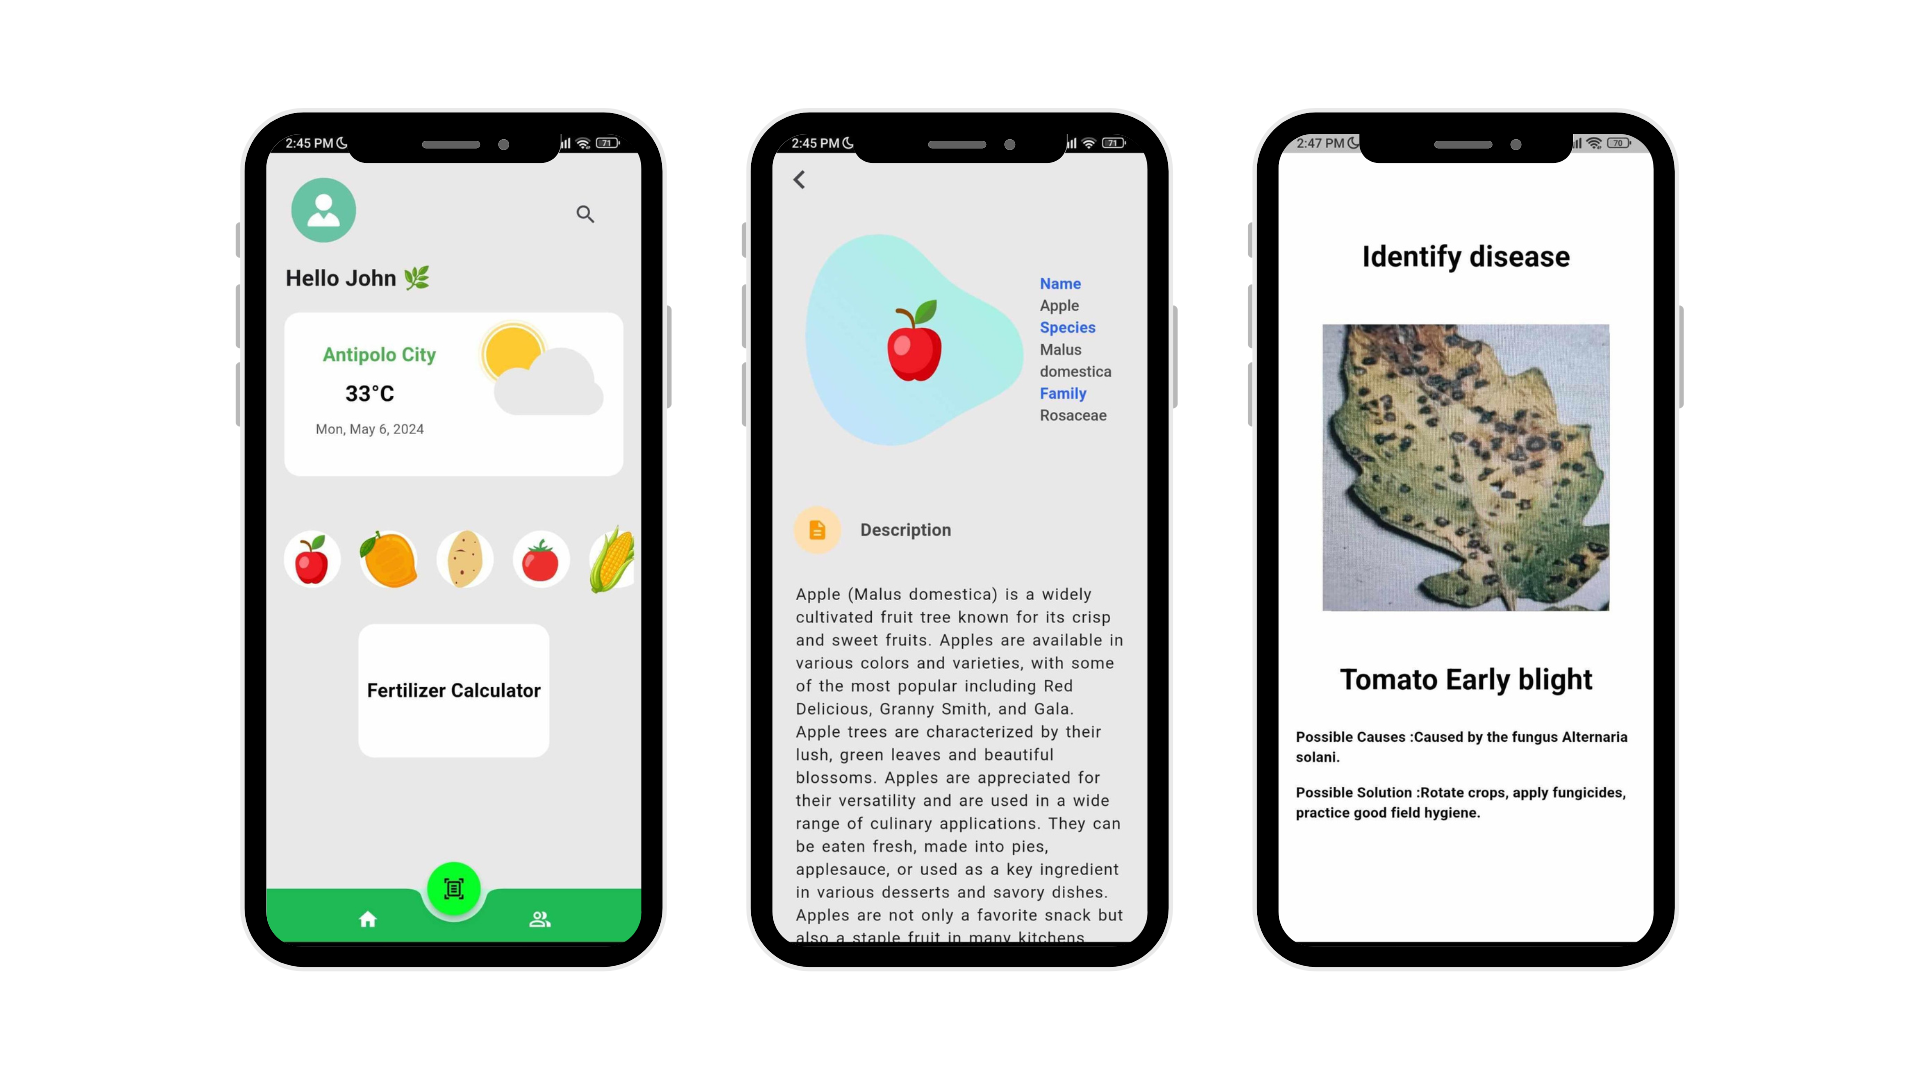 2:45 PM
71
Hello John
Antipolo City
33°C
Mon, May 6, 2024
Fertilizer Calculator
2:45 PM
71
Name
Apple
Species
Malus
domestica
Family
Rosaceae
Description
Apple (Malus domestica) is a widely
cultivated fruit tree known for its crisp
and sweet fruits. Apples are available in
various colors and varieties, with some
of the most popular including Red
Delicious, Granny Smith, and Gala.
Apple trees are characterized by their
lush, green leaves and beautiful
blossoms. Apples are appreciated for
their versatility and are used in a wide
range of culinary applications. They can
be eaten fresh, made into pies,
applesauce, or used as a key ingredient
in various desserts and savory dishes.
Apples are not only a favorite snack but
also a staple fruit in many kitchens
2:47 PM
70
Identify disease
Tomato Early blight
Possible Causes :Caused by the fungus Alternaria
solani.
Possible Solution :Rotate crops, apply fungicides,
practice good field hygiene.